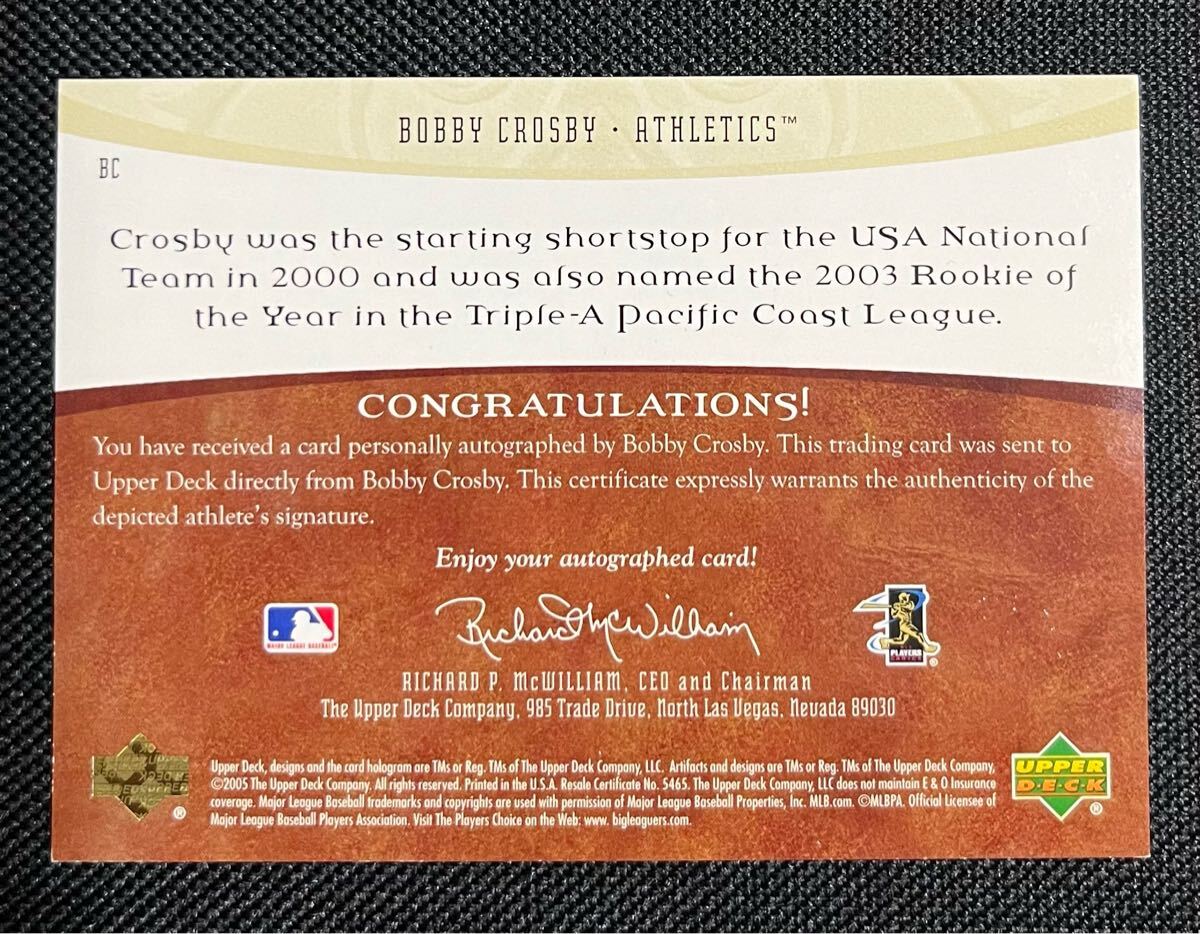 BOBBY CROSBY · ATHLETICS™
BC
Crosby was the starting shortstop for the USA National
Team in 2000 and was also named the 2003 Rookie of
the Year in the Triple-A Pacific Coast League.
CONGRATULATIONS!
You have received a card personally autographed by Bobby Crosby. This trading card was sent to
Upper Deck directly from Bobby Crosby. This certificate expressly warrants the authenticity of the
depicted athlete's signature.
Enjoy your autographed card!
Richard McWilliam
MAJOR LEAGUE BASEBALL
PLAYERS
CHOICE
®
RICHARD P. McWILLIAM, CEO and Chairman
The Upper Deck Company, 985 Trade Drive, North Las Vegas, Nevada 89030
Upper Deck, designs and the card hologram are TMs or Reg. TMs of The Upper Deck Company, LLC. Artifacts and designs are TMs or Reg. TMs of The Upper Deck Company,
©2005 The Upper Deck Company. All rights reserved. Printed in the U.S.A. Resale Certificate No. 5465. The Upper Deck Company, LLC does not maintain E & O Insurance
coverage. Major League Baseball trademarks and copyrights are used with permission of Major League Baseball Properties, Inc. MLB.com. ©MLBPA, Official Licensee of
Major League Baseball Players Association. Visit The Players Choice on the Web: www. bigleaguers.com.
®
UPPER
D·E·C·K
®